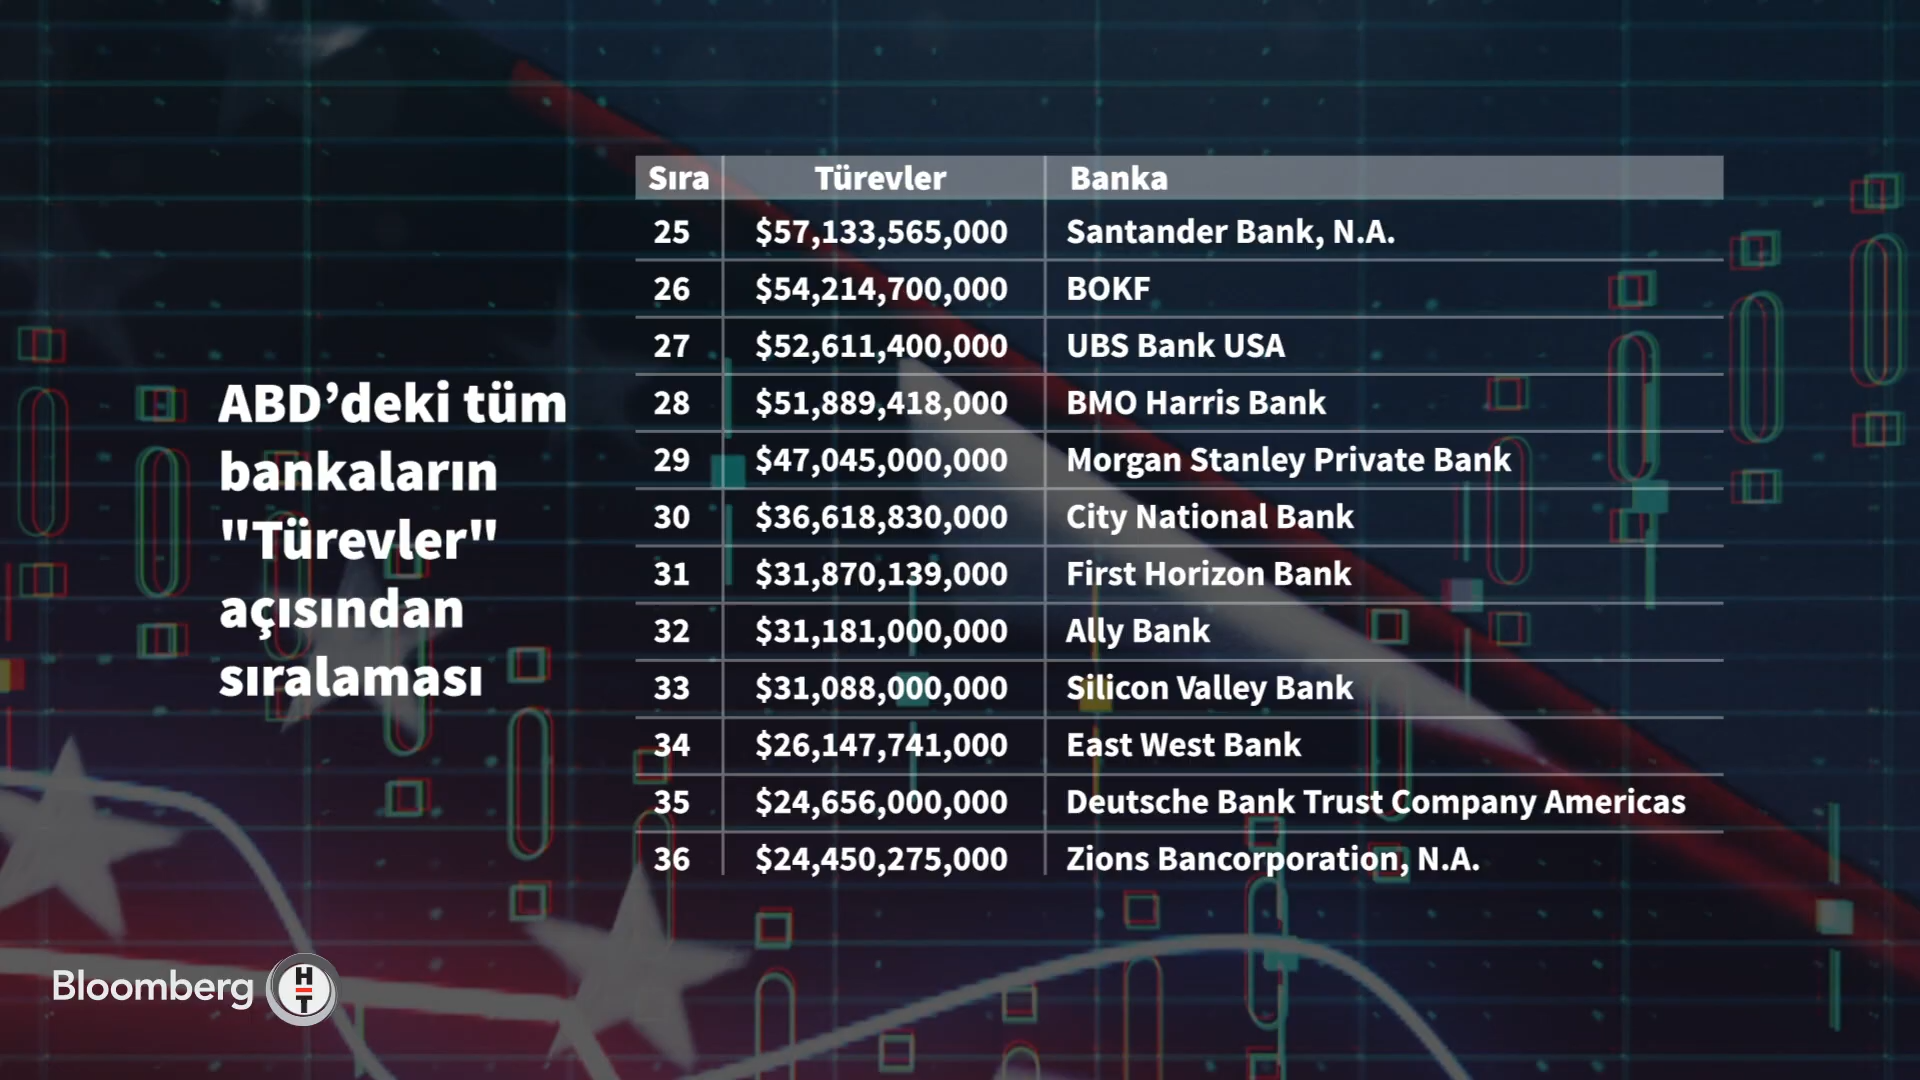 ABD'deki tüm
bankaların
"Türevler"
açısından
sıralaması
Sıra Türevler Banka
25 $57,133,565,000 Santander Bank, N.A.
26 $54,214,700,000 BOKF
27 $52,611,400,000 UBS Bank USA
28 $51,889,418,000 BMO Harris Bank
29 $47,045,000,000 Morgan Stanley Private Bank
30 $36,618,830,000 City National Bank
31 $31,870,139,000 First Horizon Bank
32 $31,181,000,000 Ally Bank
33 $31,088,000,000 Silicon Valley Bank
34 $26,147,741,000 East West Bank
35 $24,656,000,000 Deutsche Bank Trust Company Americas
36 $24,450,275,000 Zions Bancorporation, N.A.
Bloomberg HT